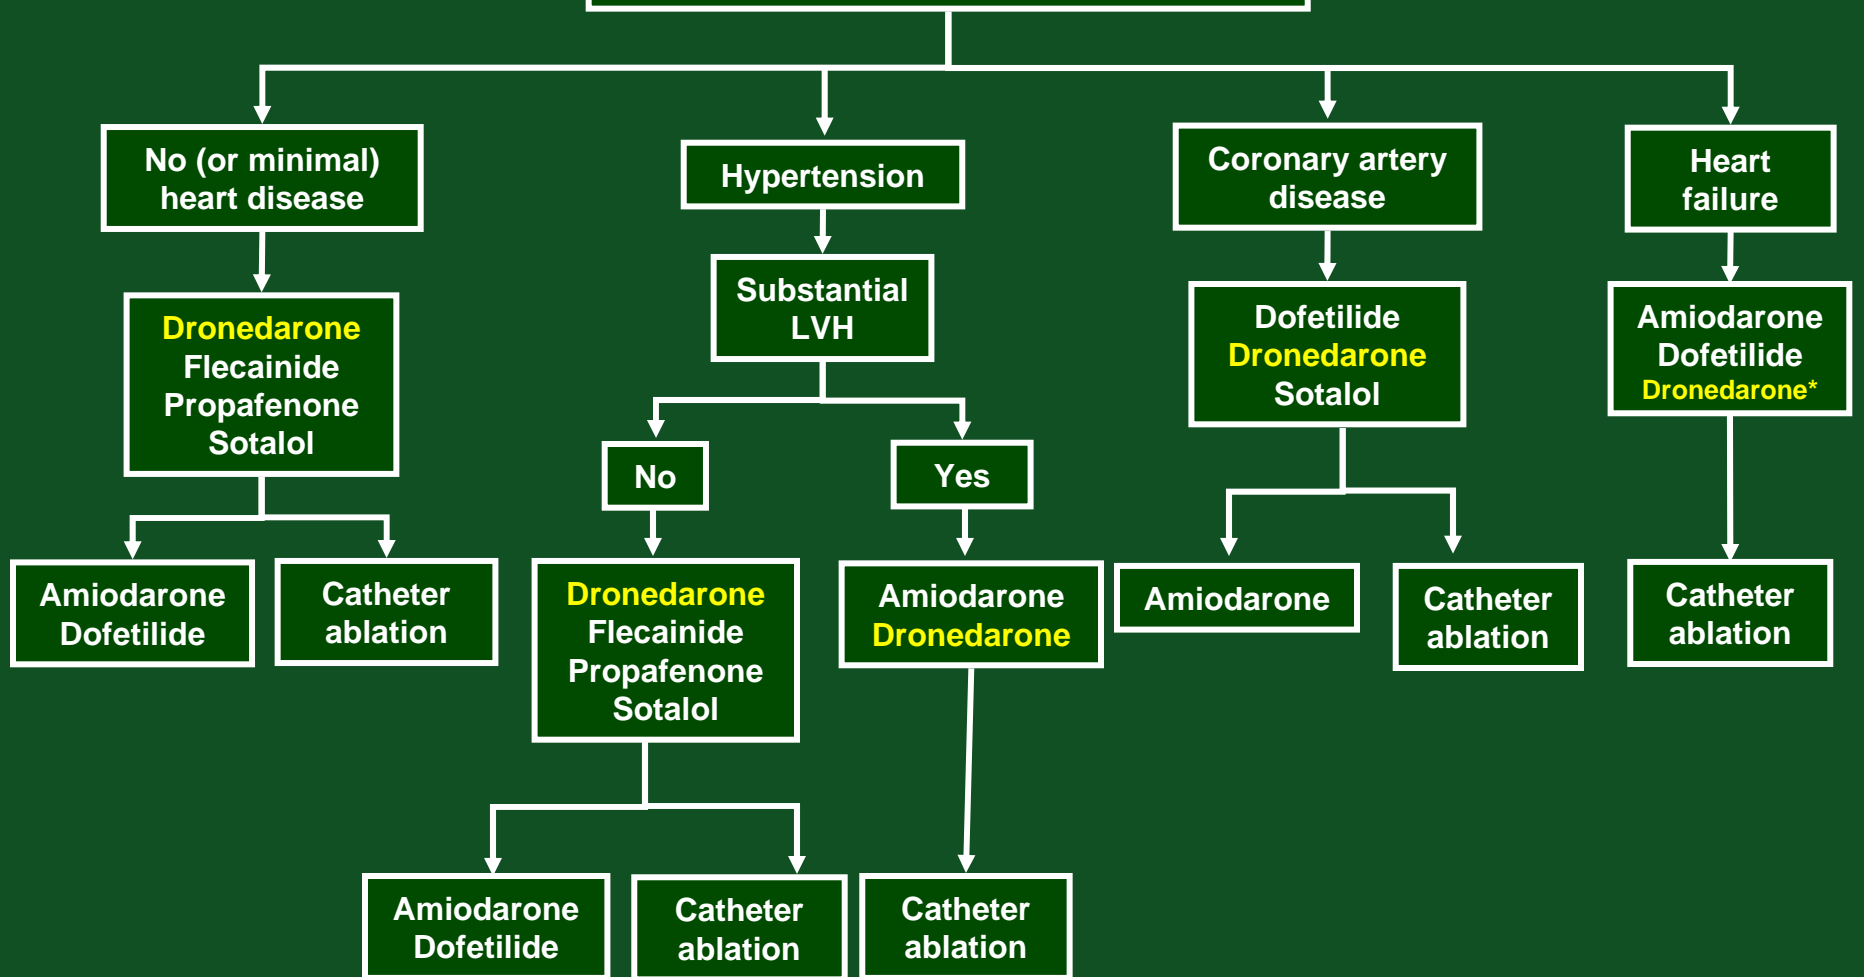 No (or minimal)
heart disease
Hypertension
Coronary artery
disease
Heart
failure
Dronedarone
Flecainide
Propafenone
Sotalol
Substantial
LVH
Dofetilide
Dronedarone
Sotalol
Amiodarone
Dofetilide
Dronedarone*
No
Yes
Amiodarone
Dofetilide
Catheter
ablation
Dronedarone
Flecainide
Propafenone
Sotalol
Amiodarone
Dronedarone
Amiodarone
Catheter
ablation
Catheter
ablation
Amiodarone
Dofetilide
Catheter
ablation
Catheter
ablation